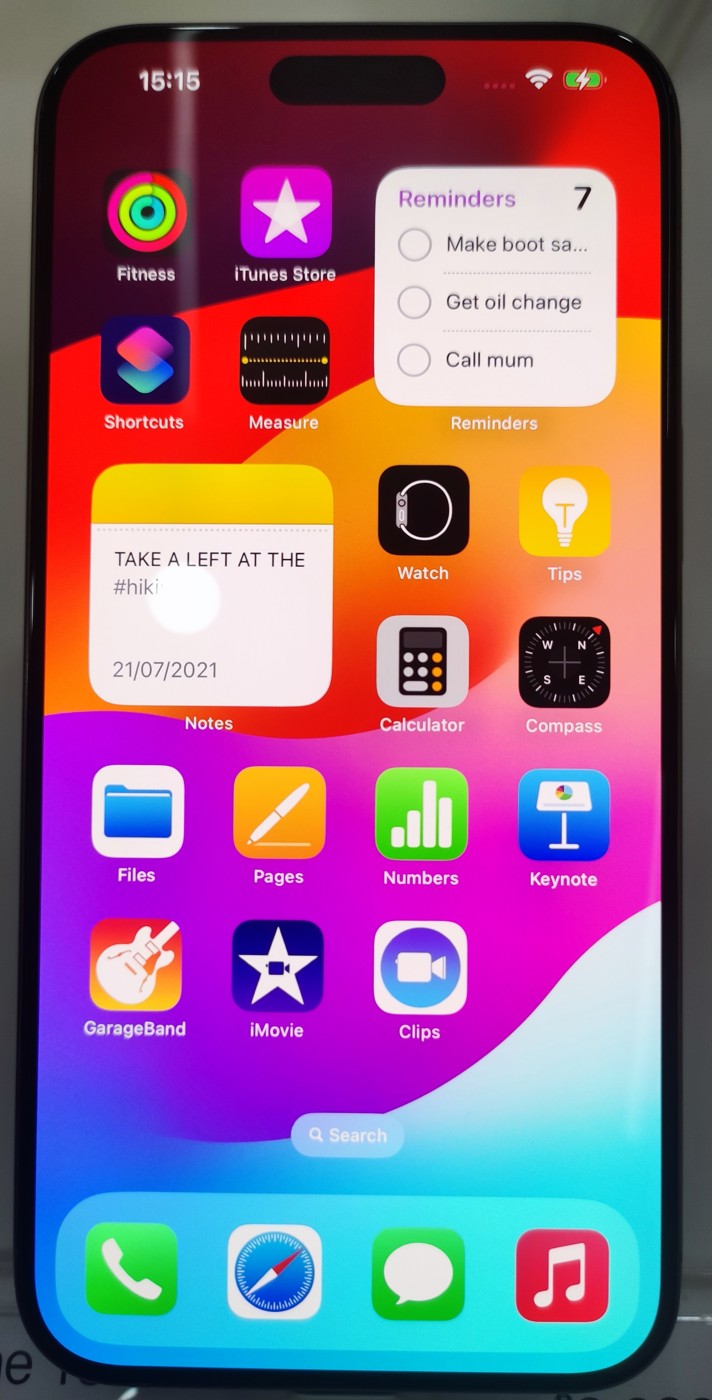 15:15
Reminders 7
Make boot sa...
Get oil change
Call mum
Fitness
iTunes Store
Shortcuts
Measure
Reminders
TAKE A LEFT AT THE
21/07/2021
Notes
Watch
Tips
W N
S E
Calculator
Compass
Files
Pages
Numbers
Keynote
GarageBand
iMovie
Clips
Search